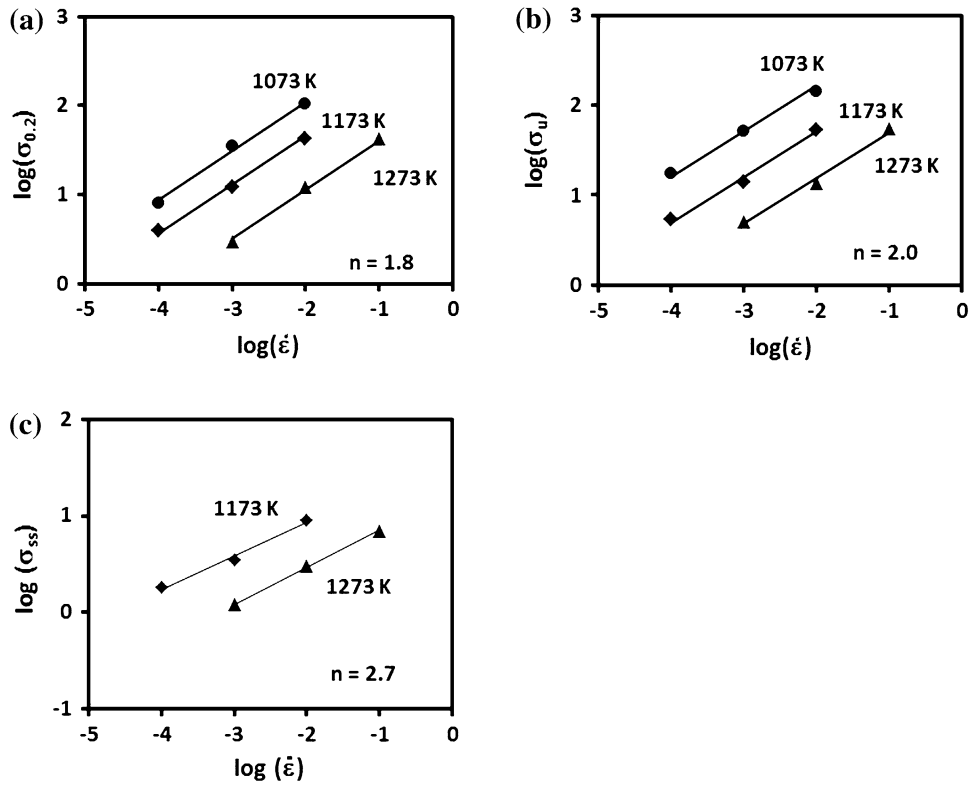 (a)
3
2
1
0
log(σ0.2)
1073 K
1173 K
1273 K
n = 1.8
-5 -4 -3 -2 -1 0
log(ε̇)
(b)
3
2
1
0
log(σu)
1073 K
1173 K
1273 K
n = 2.0
-5 -4 -3 -2 -1 0
log(ε̇)
(c)
2
1
0
-1
log (σss)
1173 K
1273 K
n = 2.7
-5 -4 -3 -2 -1 0
log (ε̇)